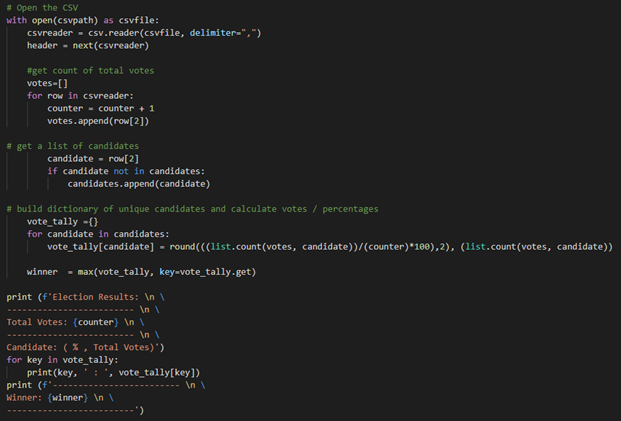 # Open the CSV
with open(csvpath) as csvfile:
    csvreader = csv.reader(csvfile, delimiter=",")
    header = next(csvreader)

    #get count of total votes
    votes=[]
    for row in csvreader:
        counter = counter + 1
        votes.append(row[2])

# get a list of candidates
        candidate = row[2]
        if candidate not in candidates:
            candidates.append(candidate)

# build dictionary of unique candidates and calculate votes / percentages
    vote_tally ={}
    for candidate in candidates:
        vote_tally[candidate] = round(((list.count(votes, candidate))/(counter)*100),2), (list.count(votes, candidate))

    winner  = max(vote_tally, key=vote_tally.get)

print (f'Election Results: \n \
------------------------- \n \
Total Votes: {counter} \n \
------------------------- \n \
Candidate: ( % , Total Votes)')
for key in vote_tally:
    print(key, ' : ', vote_tally[key])
print (f'------------------------- \n \
Winner: {winner} \n \
-------------------------')